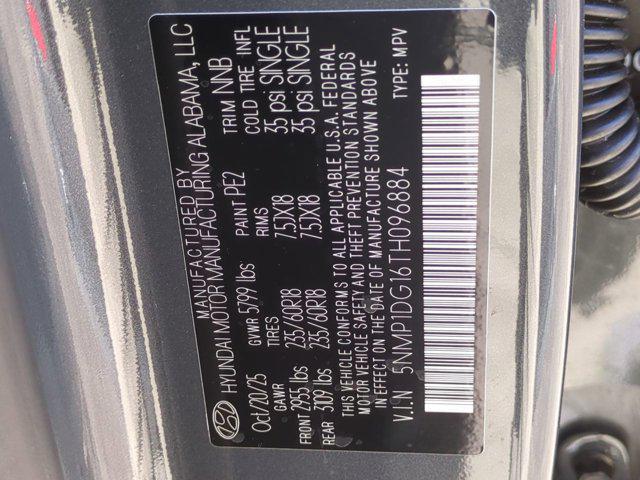 MANUFACTURED BY
HYUNDAI MOTOR MANUFACTURING ALABAMA, LLC
Oct/20/25 GVWR 5799 lbs PAINT PE2 TRIM NNB
GAWR TIRES RIMS COLD TIRE INFL
FRONT 2955 lbs 235/60R18 7.5JX18 35 psi SINGLE
REAR 3109 lbs 235/60R18 7.5JX18 35 psi SINGLE
THIS VEHICLE CONFORMS TO ALL APPLICABLE U.S.A. FEDERAL
MOTOR VEHICLE SAFETY AND THEFT PREVENTION STANDARDS
IN EFFECT ON THE DATE OF MANUFACTURE SHOWN ABOVE
V.I.N 5NMP1DG16TH096884 TYPE: MPV